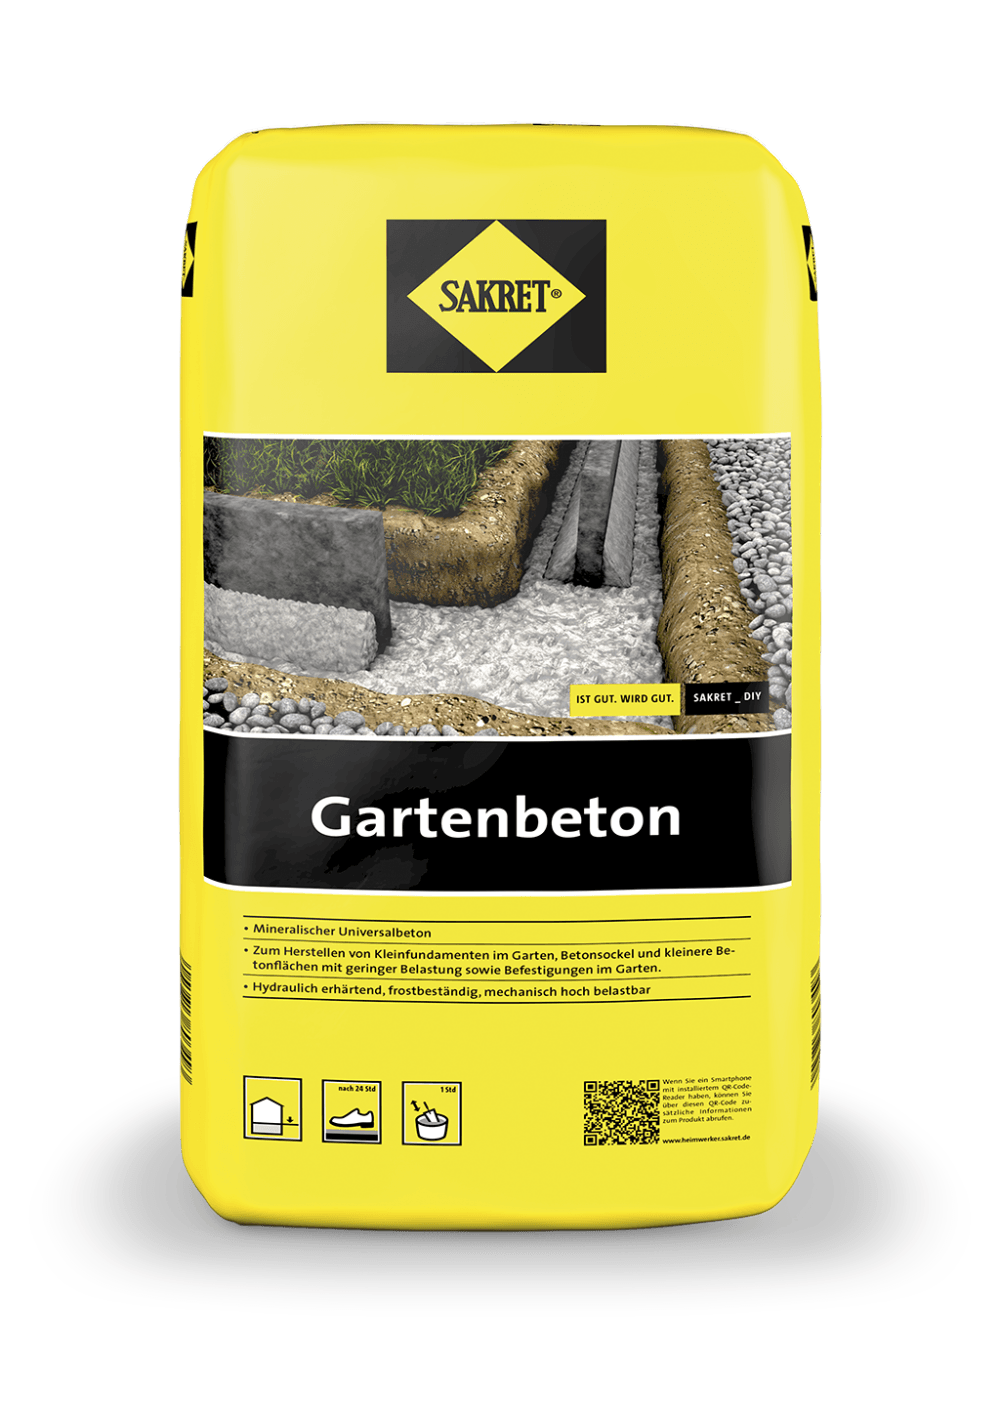 SAKRET®
IST GUT. WIRD GUT. SAKRET _ DIY
Gartenbeton
• Mineralischer Universalbeton
• Zum Herstellen von Kleinfundamenten im Garten, Betonsockel und kleinere Be-
tonflächen mit geringer Belastung sowie Befestigungen im Garten.
• Hydraulich erhärtend, frostbeständig, mechanisch hoch belastbar
nach 24 Std
1 Std
Wenn Sie ein Smartphone
mit installiertem QR-Code-
Reader haben, können Sie
über diesen QR-Code zu-
sätzliche Informationen
zum Produkt abrufen.
www.heimwerker.sakret.de